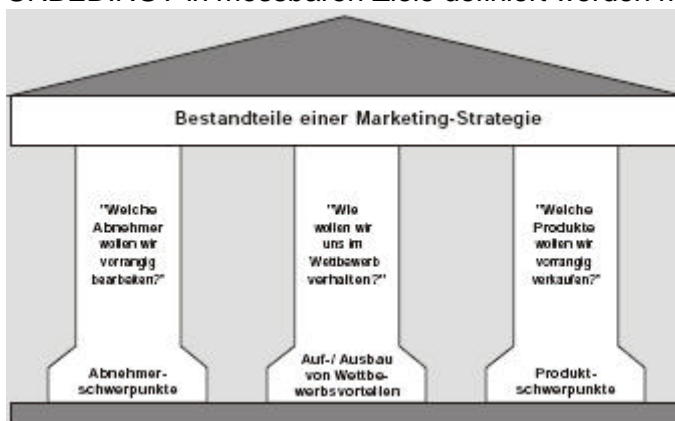 Bestandteile einer Marketing-Strategie
"Welche
Abnehmer
wollen wir
vorrangig
bearbeiten?"
Abnehmer-
schwerpunkte
"Wie
wollen wir
uns im
Wettbewerb
verhalten?"
Auf-/ Ausbau
von Wettbe-
werbsvorteilen
"Welche
Produkte
wollen wir
vorrangig
verkaufen?"
Produkt-
schwerpunkte